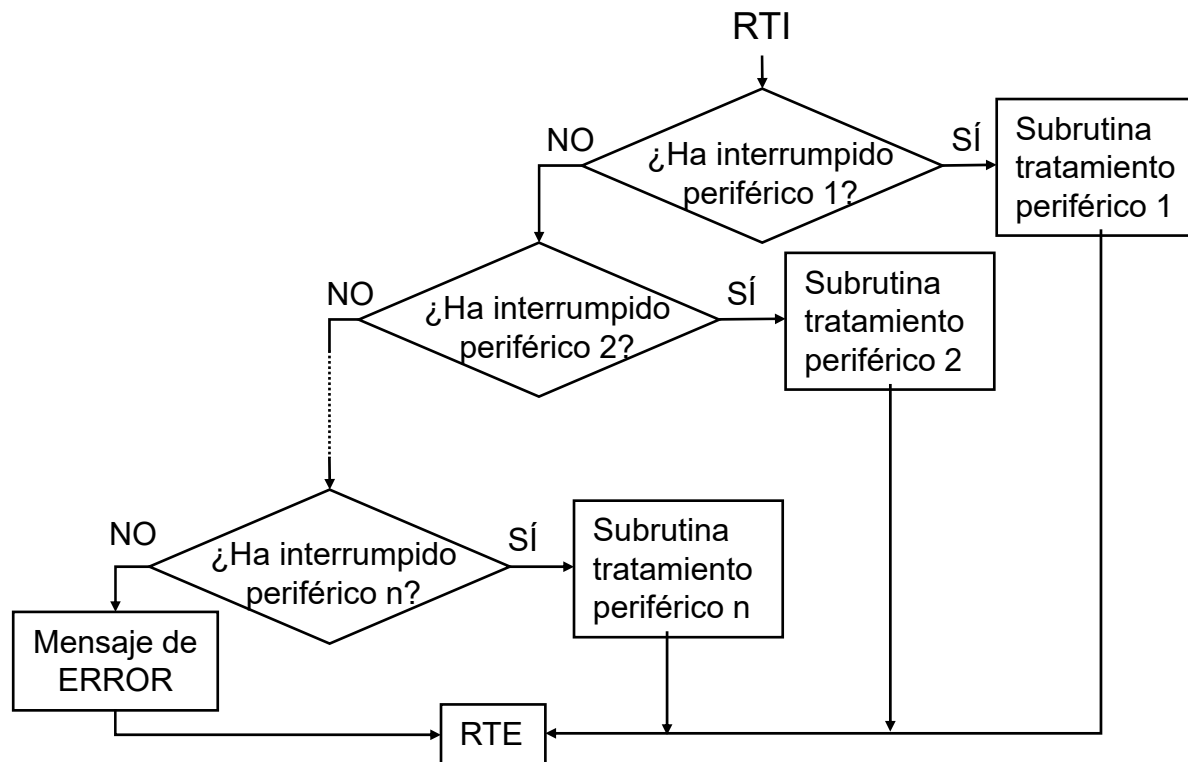 RTI
NO
¿Ha interrumpido
periférico 1?
SÍ
Subrutina
tratamiento
periférico 1
NO
¿Ha interrumpido
periférico 2?
SÍ
Subrutina
tratamiento
periférico 2
NO
¿Ha interrumpido
periférico n?
SÍ
Subrutina
tratamiento
periférico n
Mensaje de
ERROR
RTE